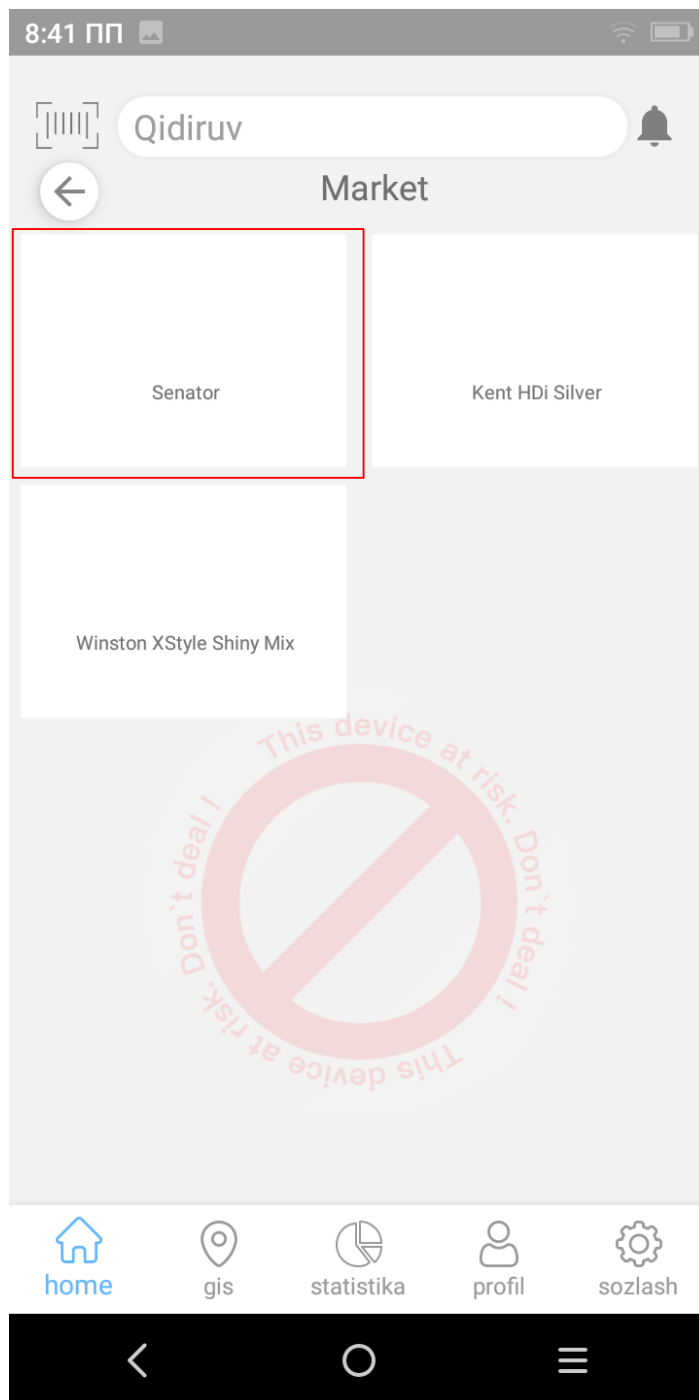 8:41 ПП
Qidiruv
Market
Senator
Kent HDi Silver
Winston XStyle Shiny Mix
This device at risk. Don`t deal !
This device at risk. Don`t deal !
home
gis
statistika
profil
sozlash